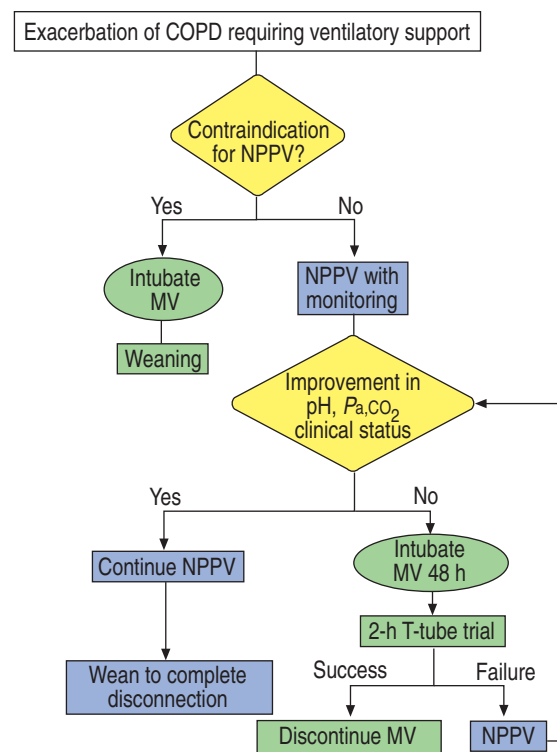 Exacerbation of COPD requiring ventilatory support
Contraindication
for NPPV?
Yes
No
Intubate
MV
NPPV with
monitoring
Weaning
Improvement in
pH, Pa,CO2
clinical status
Yes
No
Continue NPPV
Intubate
MV 48 h
2-h T-tube trial
Wean to complete
disconnection
Success
Failure
Discontinue MV
NPPV